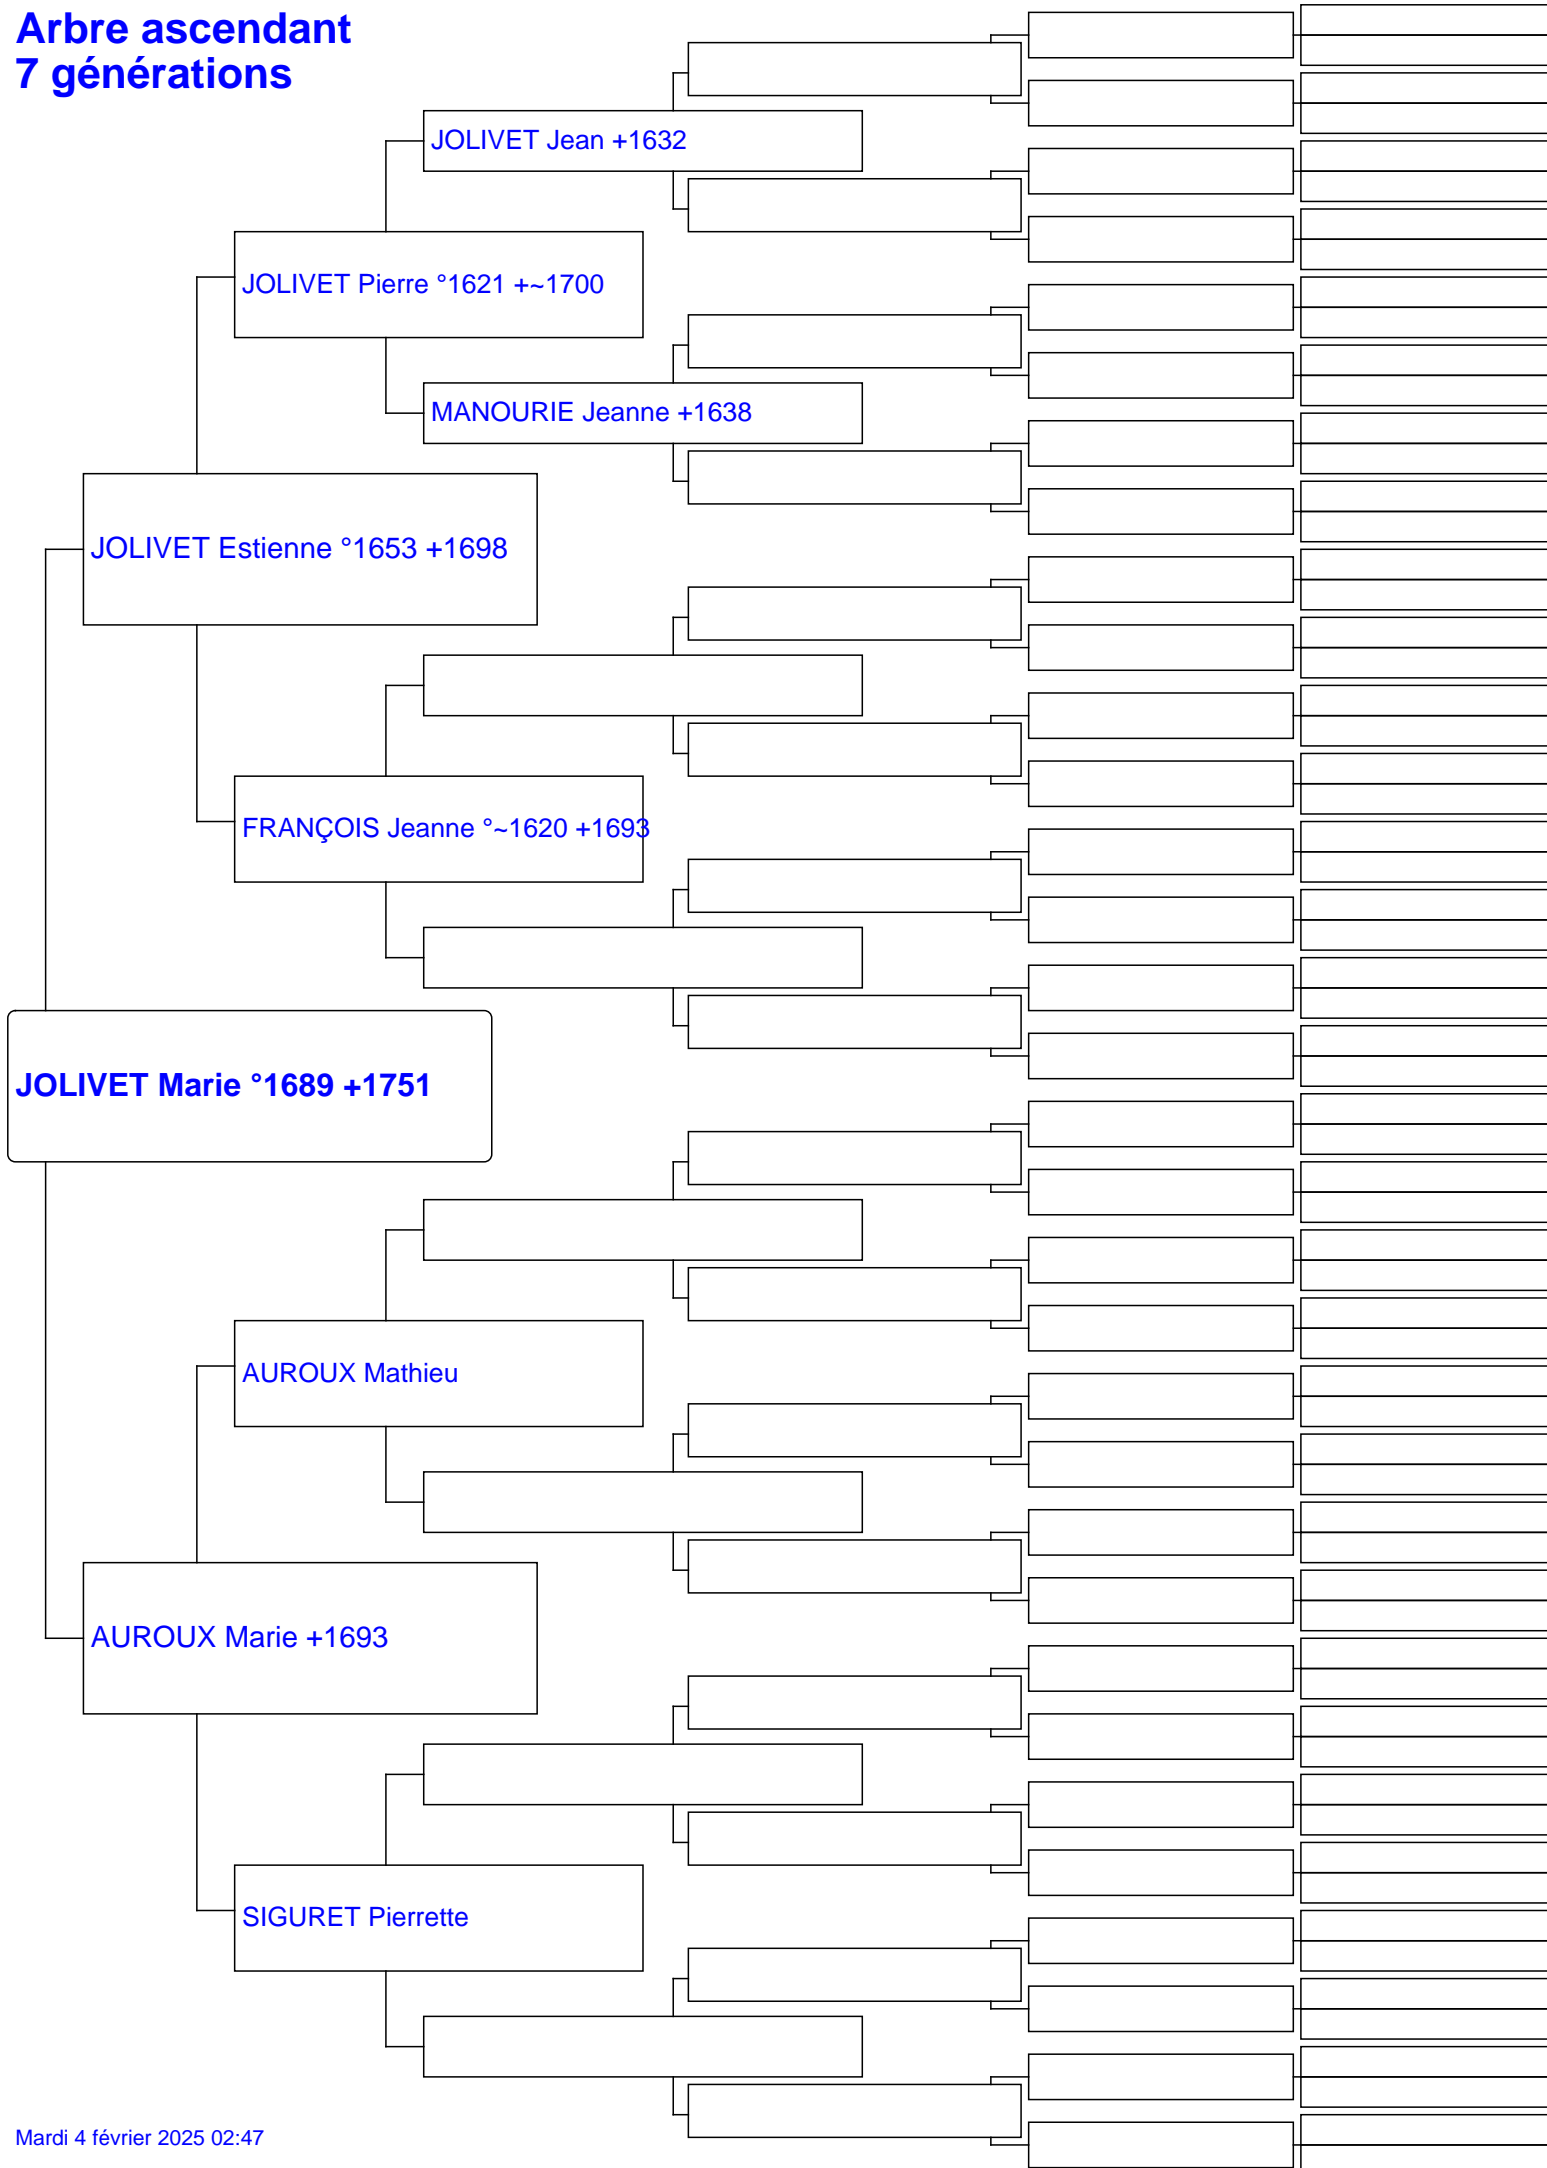 Arbre ascendant
7 générations
JOLIVET Jean +1632
JOLIVET Pierre °1621 +~1700
MANOURIE Jeanne +1638
JOLIVET Estienne °1653 +1698
FRANÇOIS Jeanne °~1620 +1693
JOLIVET Marie °1689 +1751
AUROUX Mathieu
AUROUX Marie +1693
SIGURET Pierrette
Mardi 4 février 2025 02:47